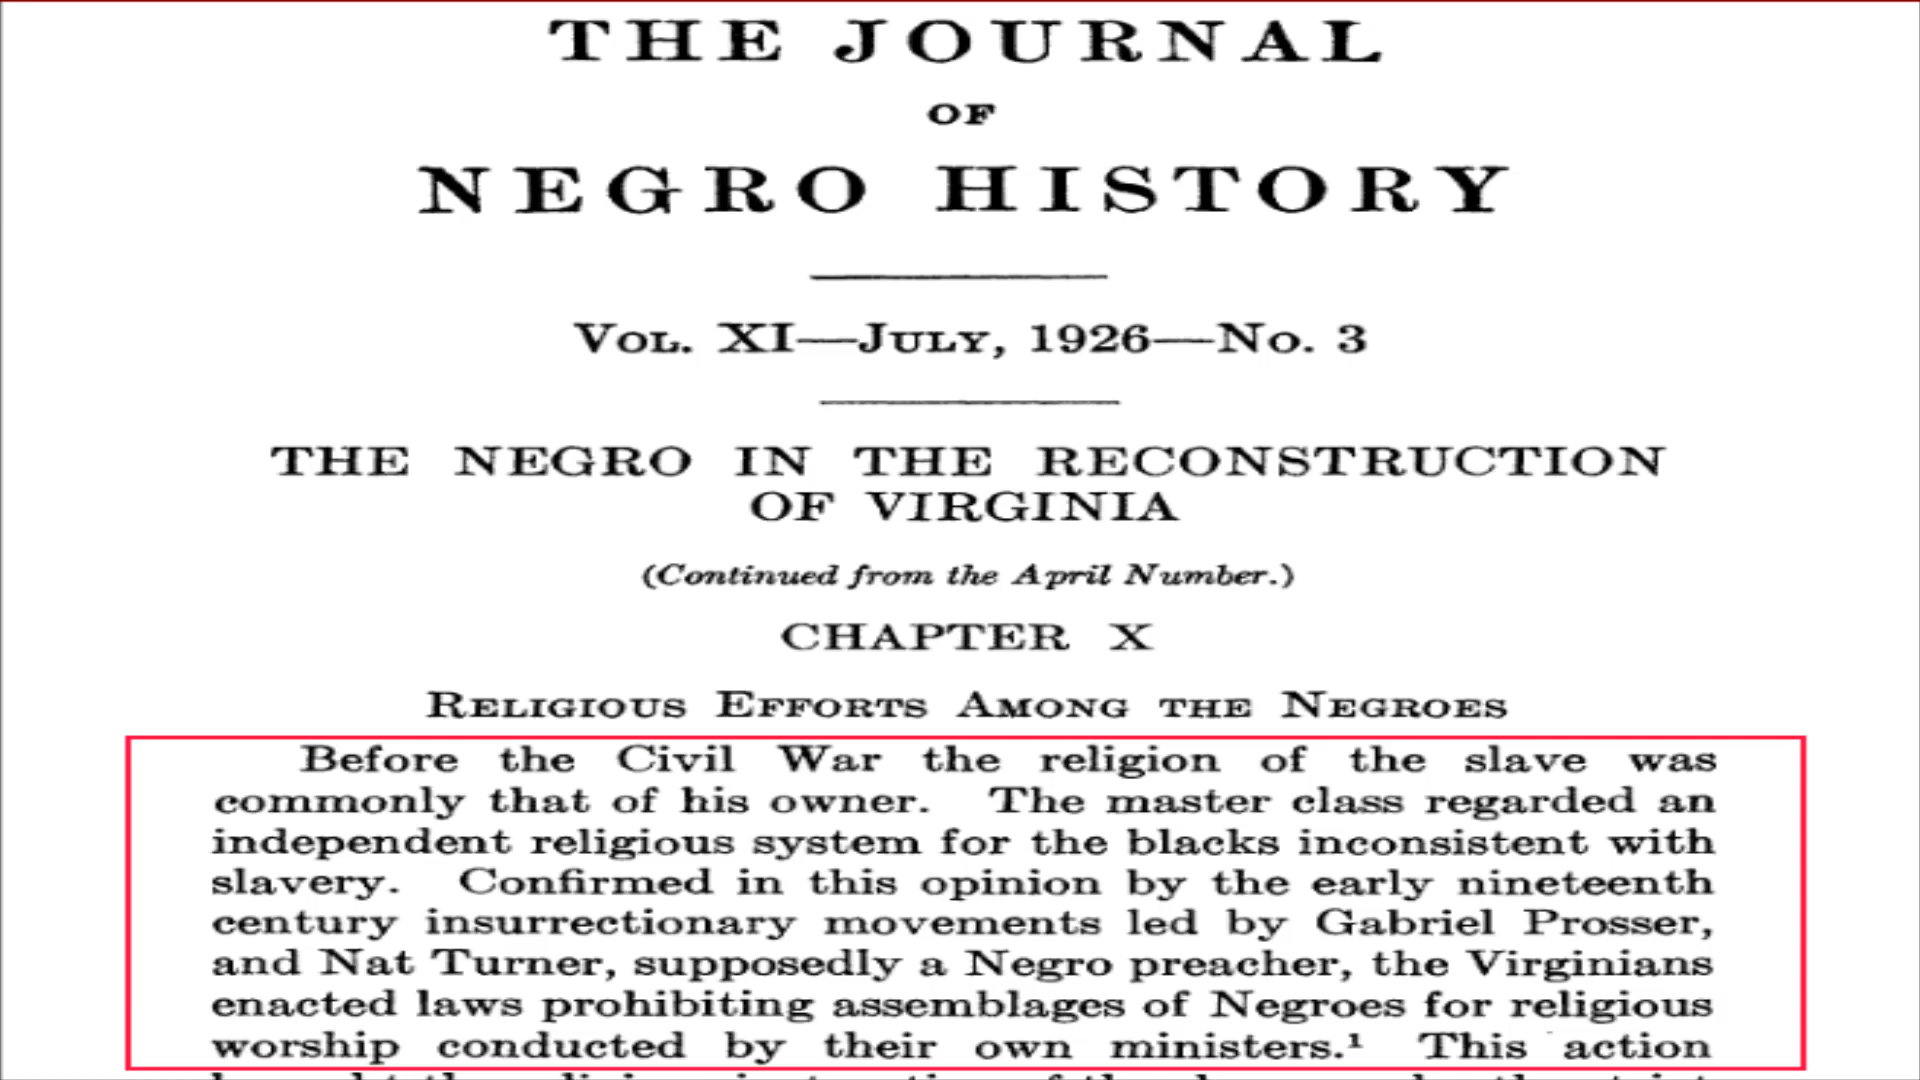 THE JOURNAL
OF
NEGRO HISTORY
VOL. XI—JULY, 1926—No. 3
THE NEGRO IN THE RECONSTRUCTION
OF VIRGINIA
(Continued from the April Number.)
CHAPTER X
RELIGIOUS EFFORTS AMONG THE NEGROES
Before the Civil War the religion of the slave was
commonly that of his owner. The master class regarded an
independent religious system for the blacks inconsistent with
slavery. Confirmed in this opinion by the early nineteenth
century insurrectionary movements led by Gabriel Prosser,
and Nat Turner, supposedly a Negro preacher, the Virginians
enacted laws prohibiting assemblages of Negroes for religious
worship conducted by their own ministers.¹ This action